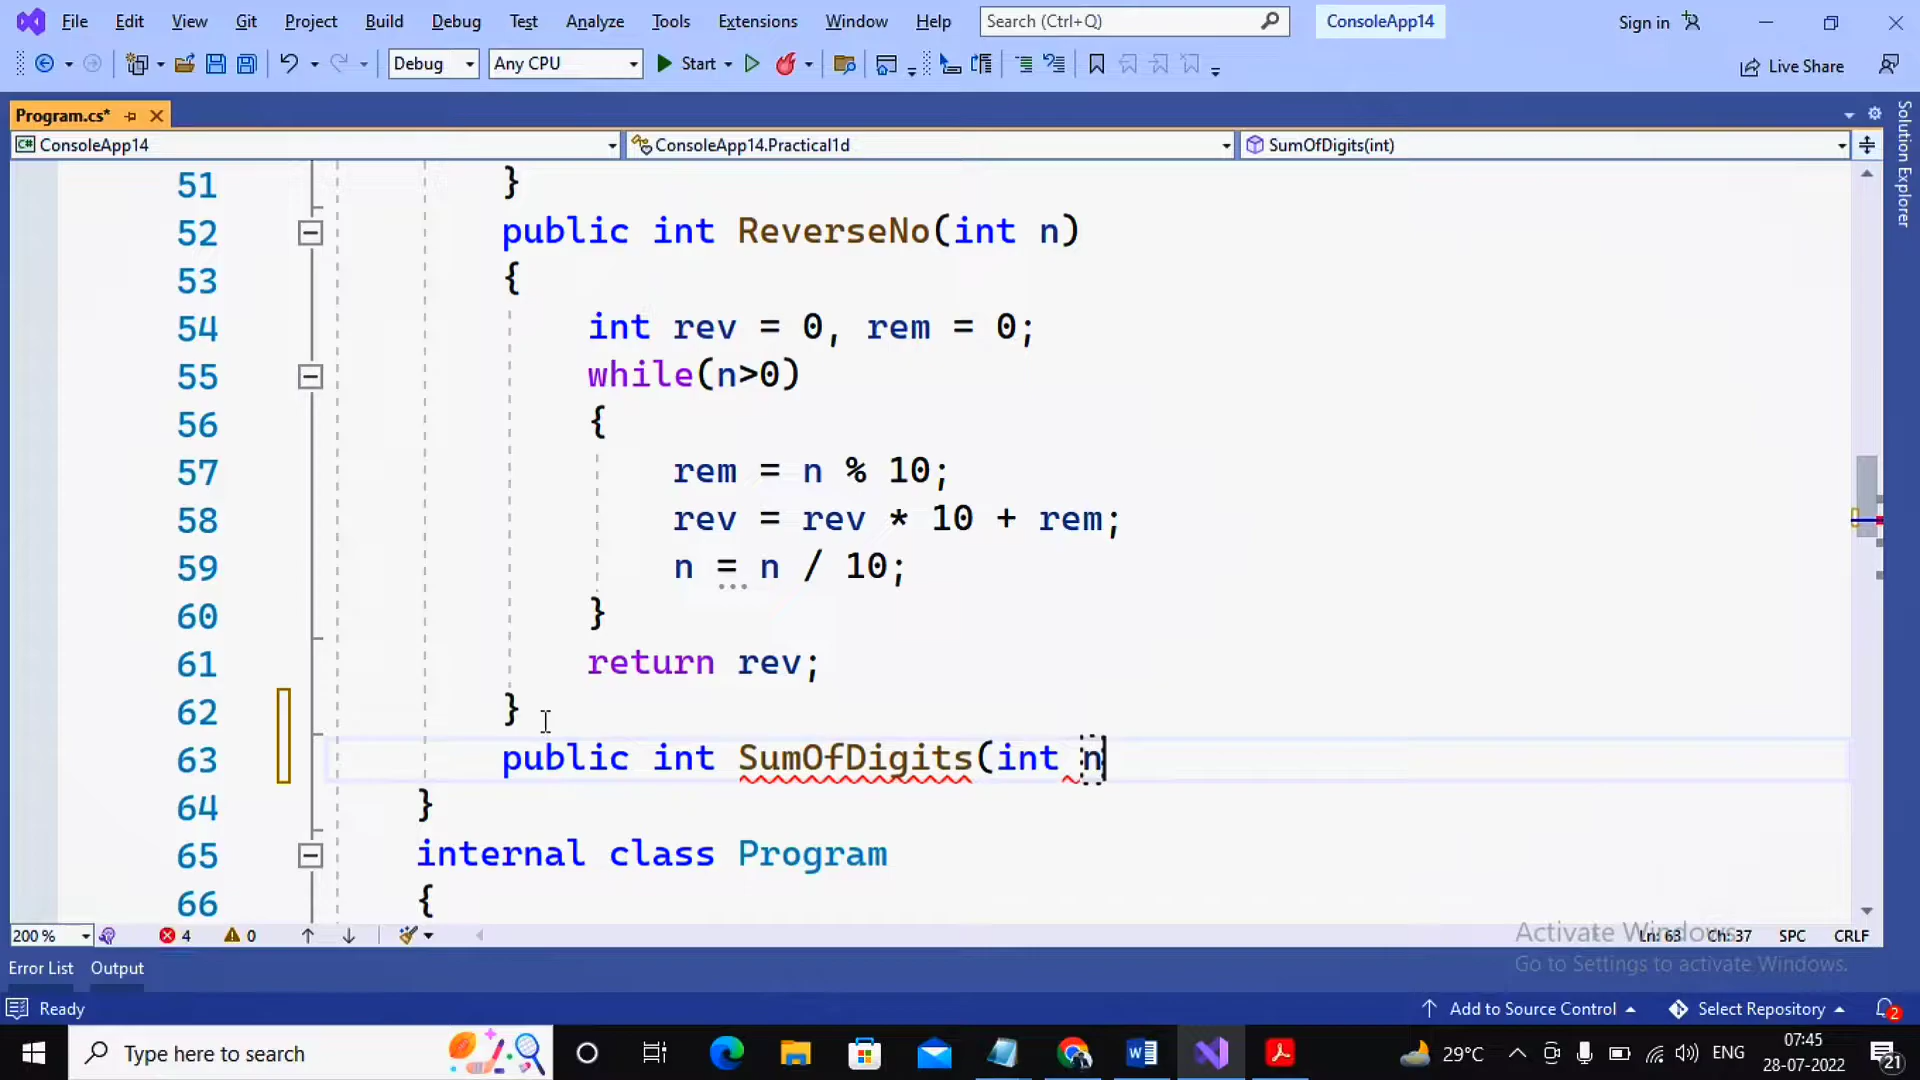 File Edit View Git Project Build Debug Test Analyze Tools Extensions Window Help Search (Ctrl+Q) ConsoleApp14 Sign in
Debug Any CPU Start Live Share
Program.cs*
C# ConsoleApp14 ConsoleApp14.Practical1d SumOfDigits(int)
Solution Explorer
51 }
52 public int ReverseNo(int n)
53 {
54 int rev = 0, rem = 0;
55 while(n>0)
56 {
57 rem = n % 10;
58 rev = rev * 10 + rem;
59 n = n / 10;
60 }
61 return rev;
62 }
63 public int SumOfDigits(int n
64 }
65 internal class Program
66 {
200 % 4 0 Ln: 63 Ch: 37 SPC CRLF
Activate Windows
Go to Settings to activate Windows.
Error List Output
Ready Add to Source Control Select Repository 2
Type here to search 29°C ENG 07:45
28-07-2022 21